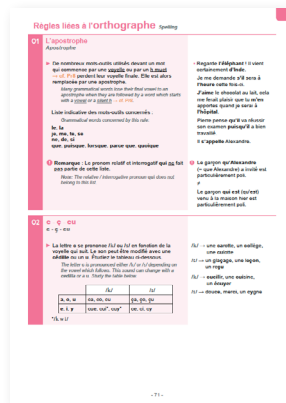 Règles liées à l'orthographe Spelling
01 L'apostrophe
Apostrophe
De nombreux mots-outils utilisés devant un mot
qui commence par une voyelle ou par un h muet
perdent leur voyelle finale. Elle est alors
remplacée par une apostrophe.
Many grammatical words lose their final vowel to an
apostrophe when they are followed by a word which starts
with a vowel or a silent h
Liste indicative des mots-outils concernés :
Grammatical words concerned by this rule:
le, la
je, me, te, se
ne, de, si
que, puisque, lorsque, parce que, quoique
• Regarde l'éléphant ! Il vient
certainement d'Inde.
Je me demande s'il sera à
l'heure cette fois-ci.
J'aime le chocolat au lait, cela
me ferait plaisir que tu m'en
apportes quand je serai à
l'hôpital.
Pierre pense qu'il va réussir
son examen puisqu'il a bien
travaillé
Il s'appelle Alexandre.
Remarque : Le pronom relatif et interrogatif qui ne fait
pas partie de cette liste.
Note: The relative / interrogative pronoun qui does not
belong to this list
Le garçon qu'Alexandre
(= que Alexandre) a invité est
particulièrement poli.
≠
Le garçon qui est (qu'est)
venu à la maison hier est
particulièrement poli.
02 c ç cu
c - ç - cu
La lettre c se prononce /k/ ou /s/ en fonction de la
voyelle qui suit. Le son peut être modifié avec une
cédille ou un u. Étudiez le tableau ci-dessous.
The letter c is pronounced either /k/ or /s/ depending on
the vowel which follows. This sound can change with a
cedilla or a u. Study the table below.
/k/ /s/
a, o, u ca, co, cu ça, ço, çu
e, i, y cue, cui*, cuy* ce, ci, cy
/k/ → une carotte, un collège,
une cuisine
/s/ → un glaçage, une leçon,
un reçu
/k/ → cueillir, une cuisine,
un écuyer
/s/ → douce, merci, un cygne
- 71 -